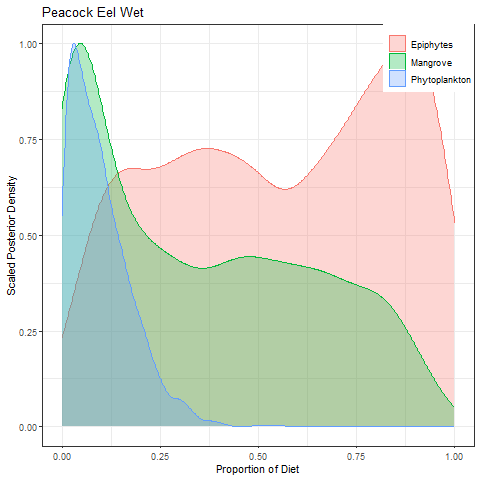 Peacock Eel Wet
Epiphytes
Mangrove
Phytoplankton
1.00
0.75
0.50
0.25
0.00
Scaled Posterior Density
0.00 0.25 0.50 0.75 1.00
Proportion of Diet